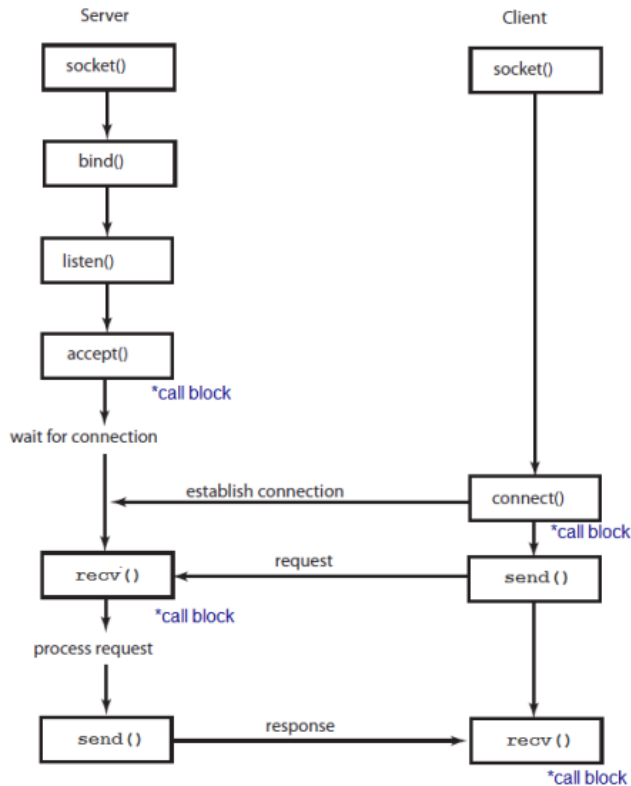 Server
Client
socket()
socket()
bind()
listen()
accept()
*call block
wait for connection
establish connection
connect()
*call block
recv()
request
send()
*call block
process request
send()
response
recv()
*call block